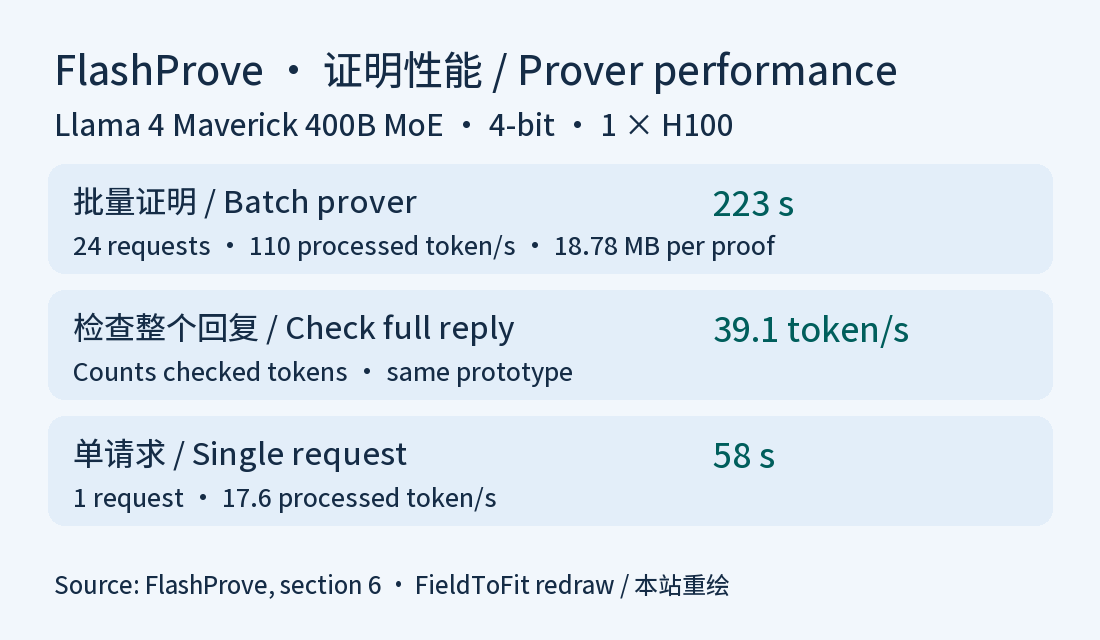 FlashProve • 证明性能 / Prover performance
Llama 4 Maverick 400B MoE • 4-bit • 1 × H100
批量证明 / Batch prover
223 s
24 requests • 110 processed token/s • 18.78 MB per proof
检查整个回复 / Check full reply
39.1 token/s
Counts checked tokens • same prototype
单请求 / Single request
58 s
1 request • 17.6 processed token/s
Source: FlashProve, section 6 • FieldToFit redraw / 本站重绘